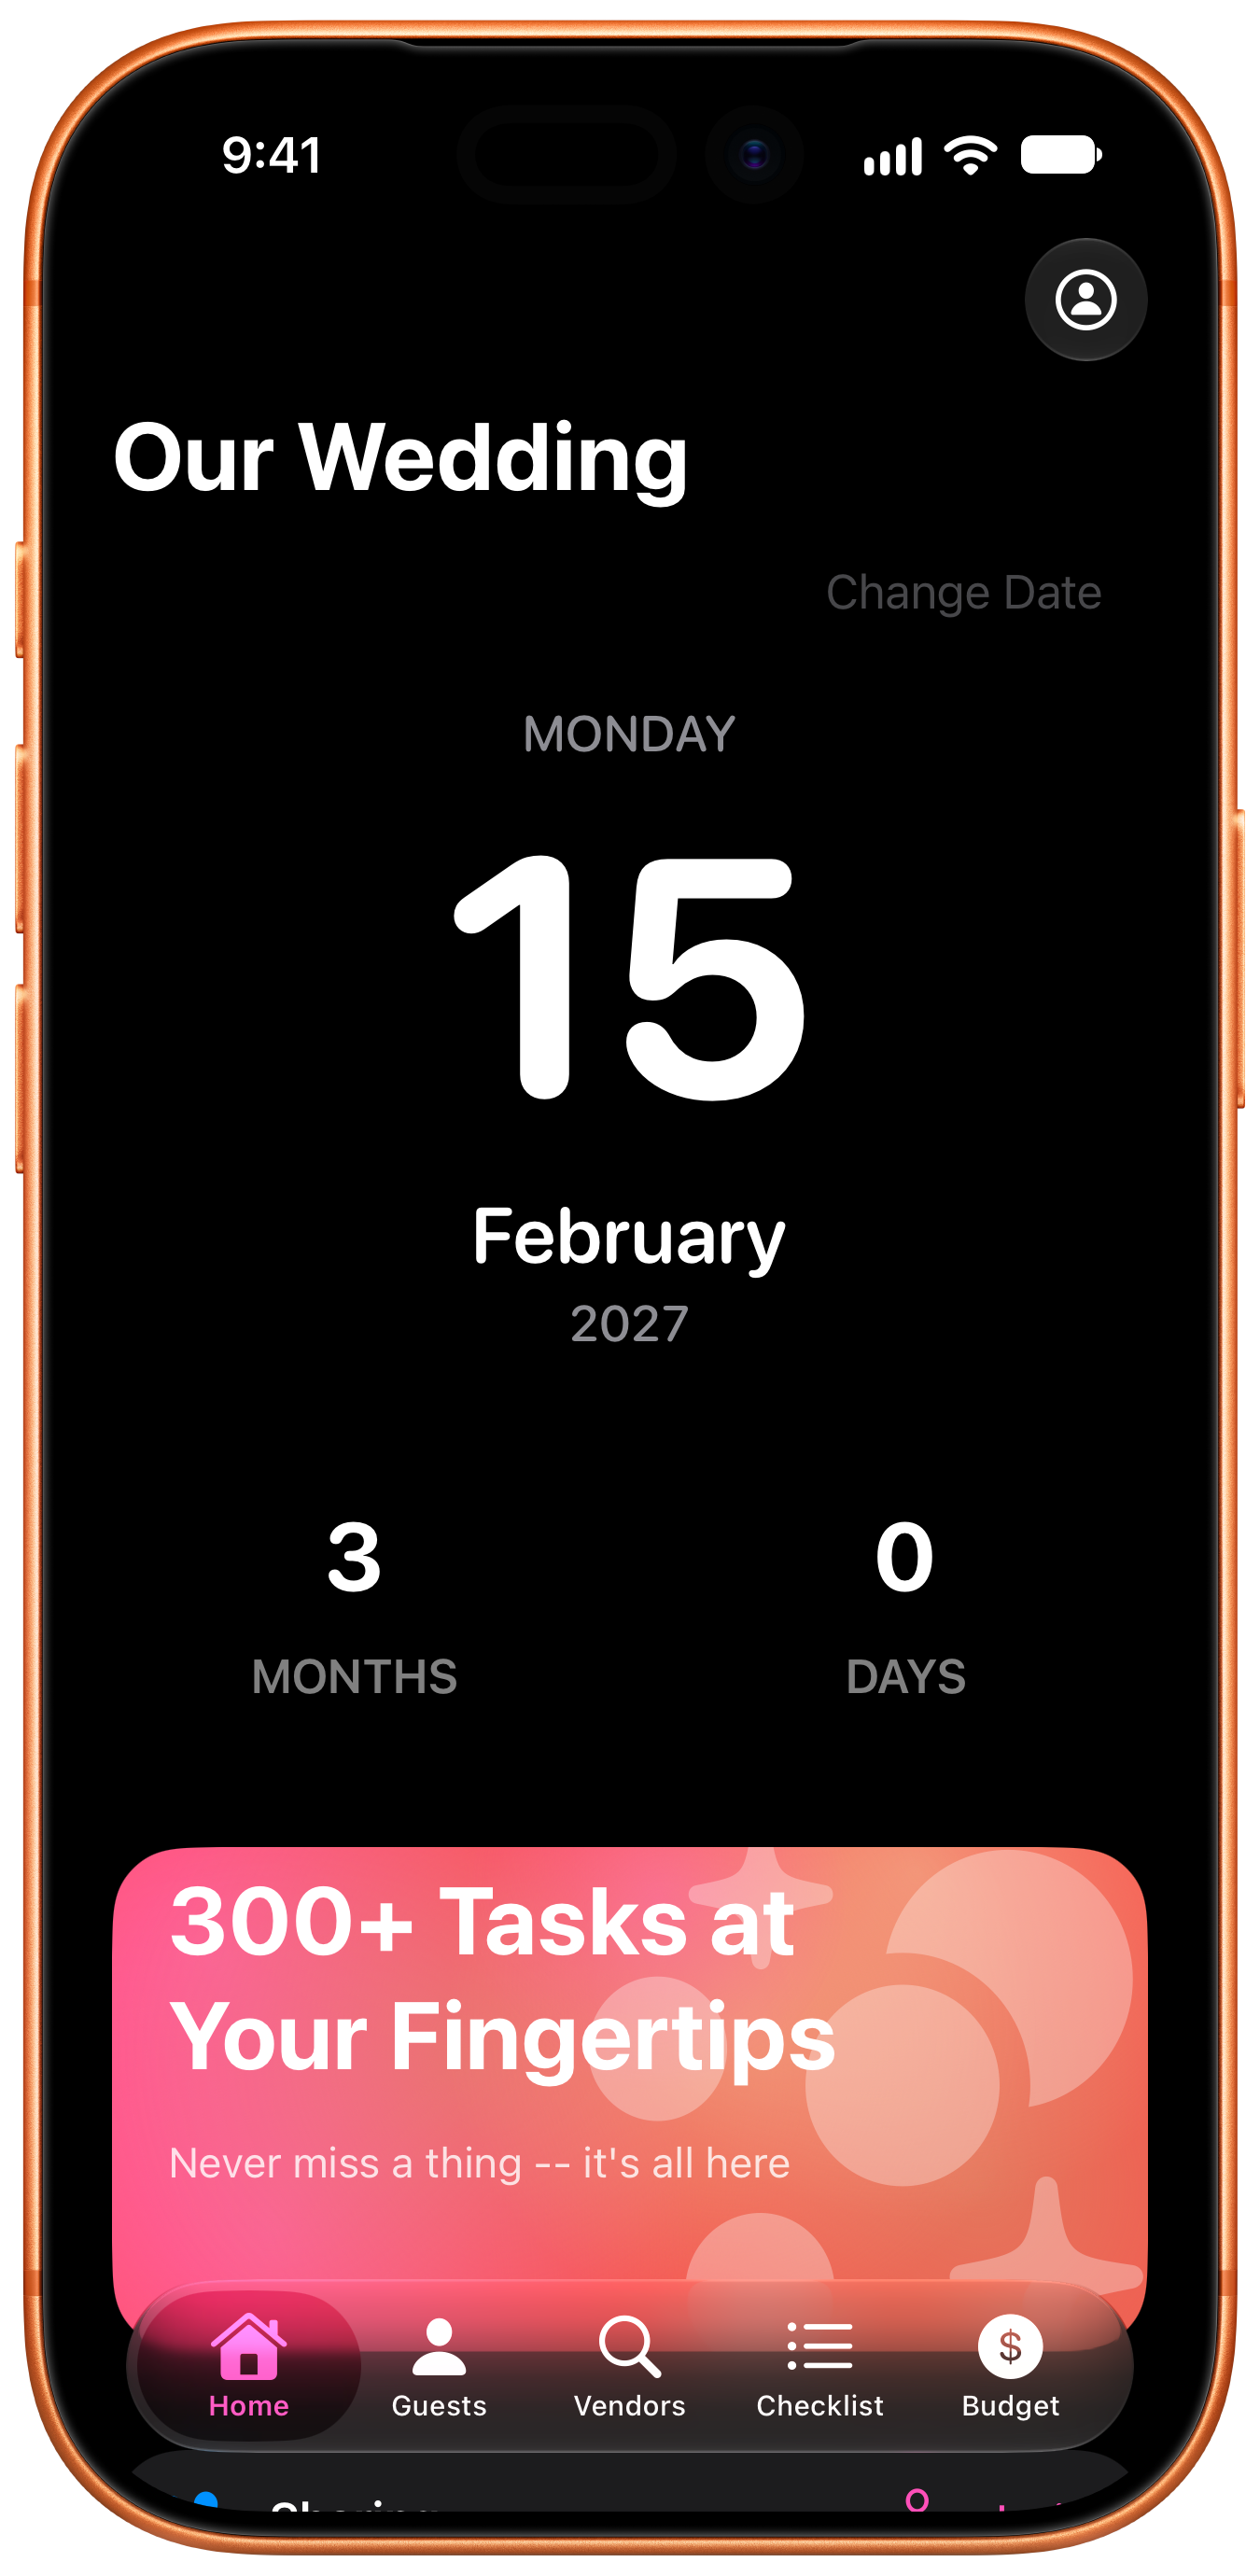 9:41
Our Wedding
Change Date
MONDAY
15
February
2027
3 0
MONTHS DAYS
300+ Tasks at
Your Fingertips
Never miss a thing -- it's all here
$
Home Guests Vendors Checklist Budget